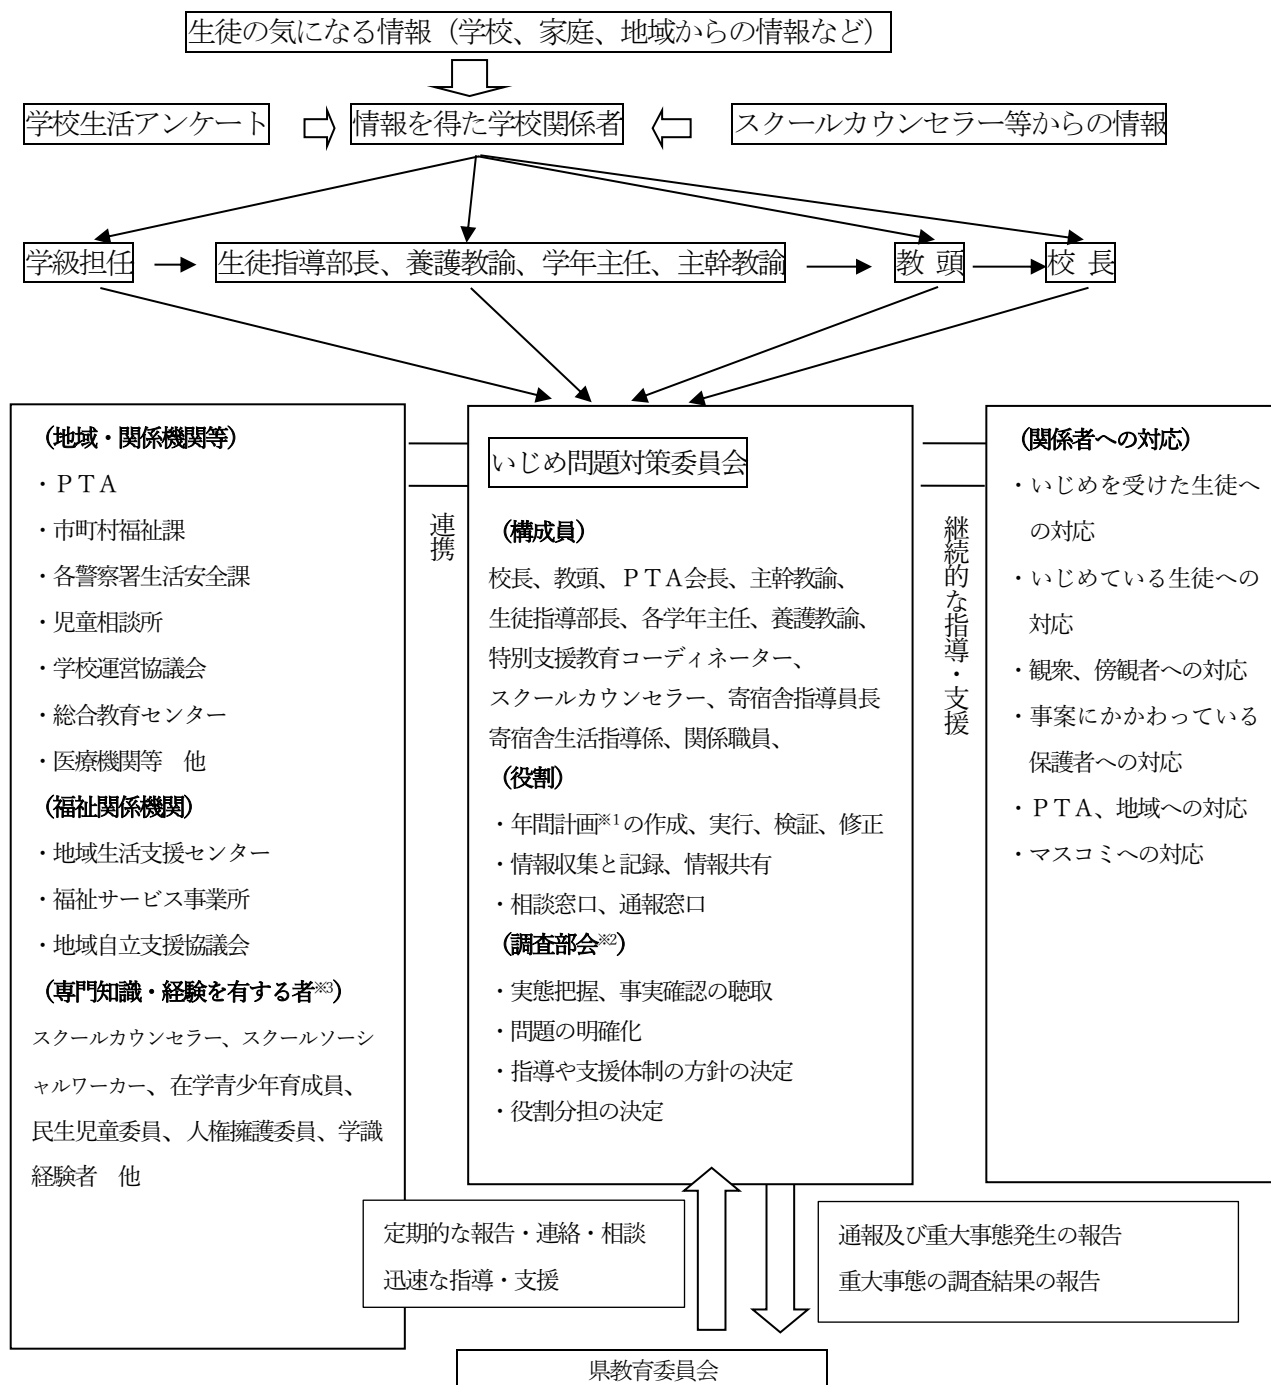 生徒の気になる情報（学校、家庭、地域からの情報など）
学校生活アンケート
情報を得た学校関係者
スクールカウンセラー等からの情報
学級担任
生徒指導部長、養護教諭、学年主任、主幹教諭
教 頭
校 長
（地域・関係機関等）
・ＰＴＡ
・市町村福祉課
・各警察署生活安全課
・児童相談所
・学校運営協議会
・総合教育センター
・医療機関等　他
（福祉関係機関）
・地域生活支援センター
・福祉サービス事業所
・地域自立支援協議会
（専門知識・経験を有する者※3）
スクールカウンセラー、スクールソーシ
ャルワーカー、在学青少年育成員、
民生児童委員、人権擁護委員、学識
経験者　他
連携
いじめ問題対策委員会
（構成員）
校長、教頭、ＰＴＡ会長、主幹教諭、
生徒指導部長、各学年主任、養護教諭、
特別支援教育コーディネーター、
スクールカウンセラー、寄宿舎指導員長
寄宿舎生活指導係、関係職員、
（役割）
・年間計画※1の作成、実行、検証、修正
・情報収集と記録、情報共有
・相談窓口、通報窓口
（調査部会※2）
・実態把握、事実確認の聴取
・問題の明確化
・指導や支援体制の方針の決定
・役割分担の決定
継続的な指導・支援
（関係者への対応）
・いじめを受けた生徒へ
の対応
・いじめている生徒への
対応
・観衆、傍観者への対応
・事案にかかわっている
保護者への対応
・ＰＴＡ、地域への対応
・マスコミへの対応
定期的な報告・連絡・相談
迅速な指導・支援
通報及び重大事態発生の報告
重大事態の調査結果の報告
県教育委員会